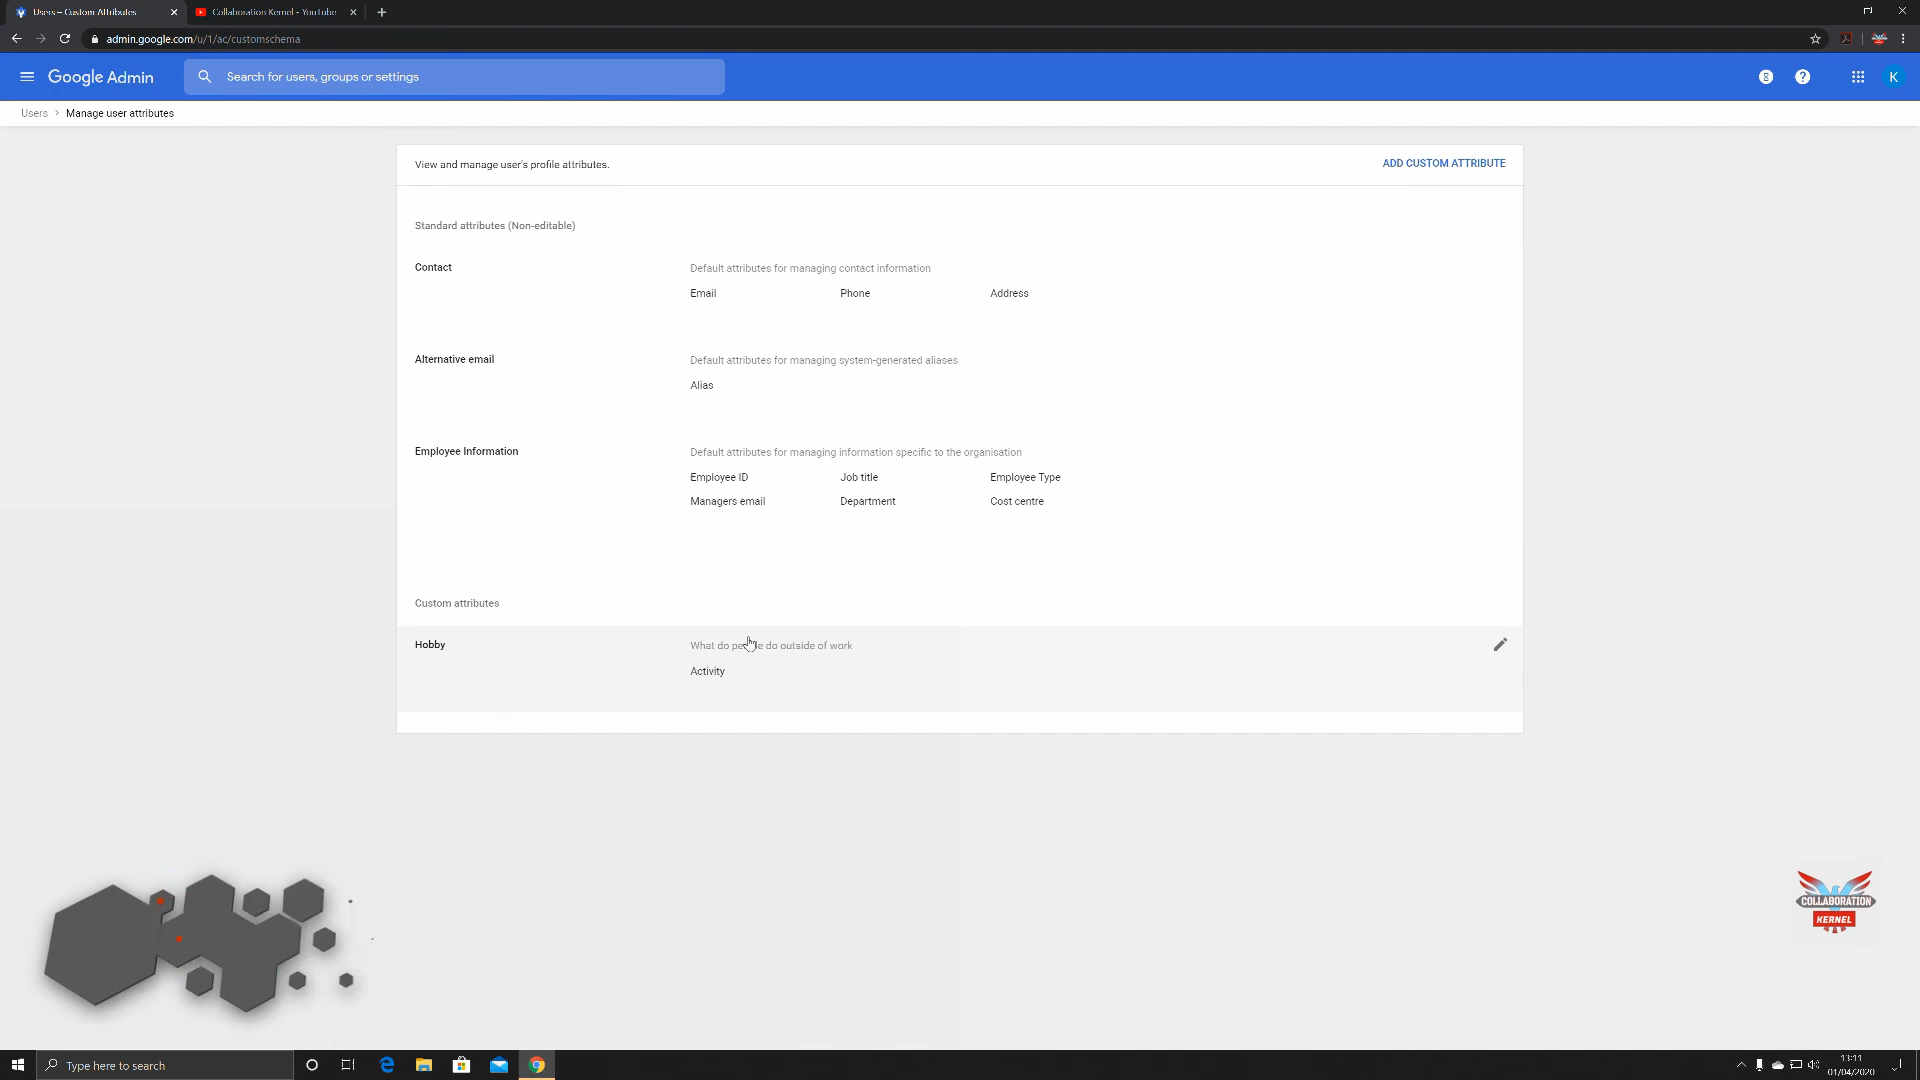 Users – Custom Attributes
Collaboration Kernel - YouTube
admin.google.com/u/1/ac/customschema
Google Admin
Search for users, groups or settings
K
Users > Manage user attributes
View and manage user's profile attributes.
ADD CUSTOM ATTRIBUTE
Standard attributes (Non-editable)
Contact
Default attributes for managing contact information
Email Phone Address
Alternative email
Default attributes for managing system-generated aliases
Alias
Employee Information
Default attributes for managing information specific to the organisation
Employee ID Job title Employee Type
Managers email Department Cost centre
Custom attributes
Hobby
What do people do outside of work
Activity
COLLABORATION
KERNEL
Type here to search
13:11
01/04/2020